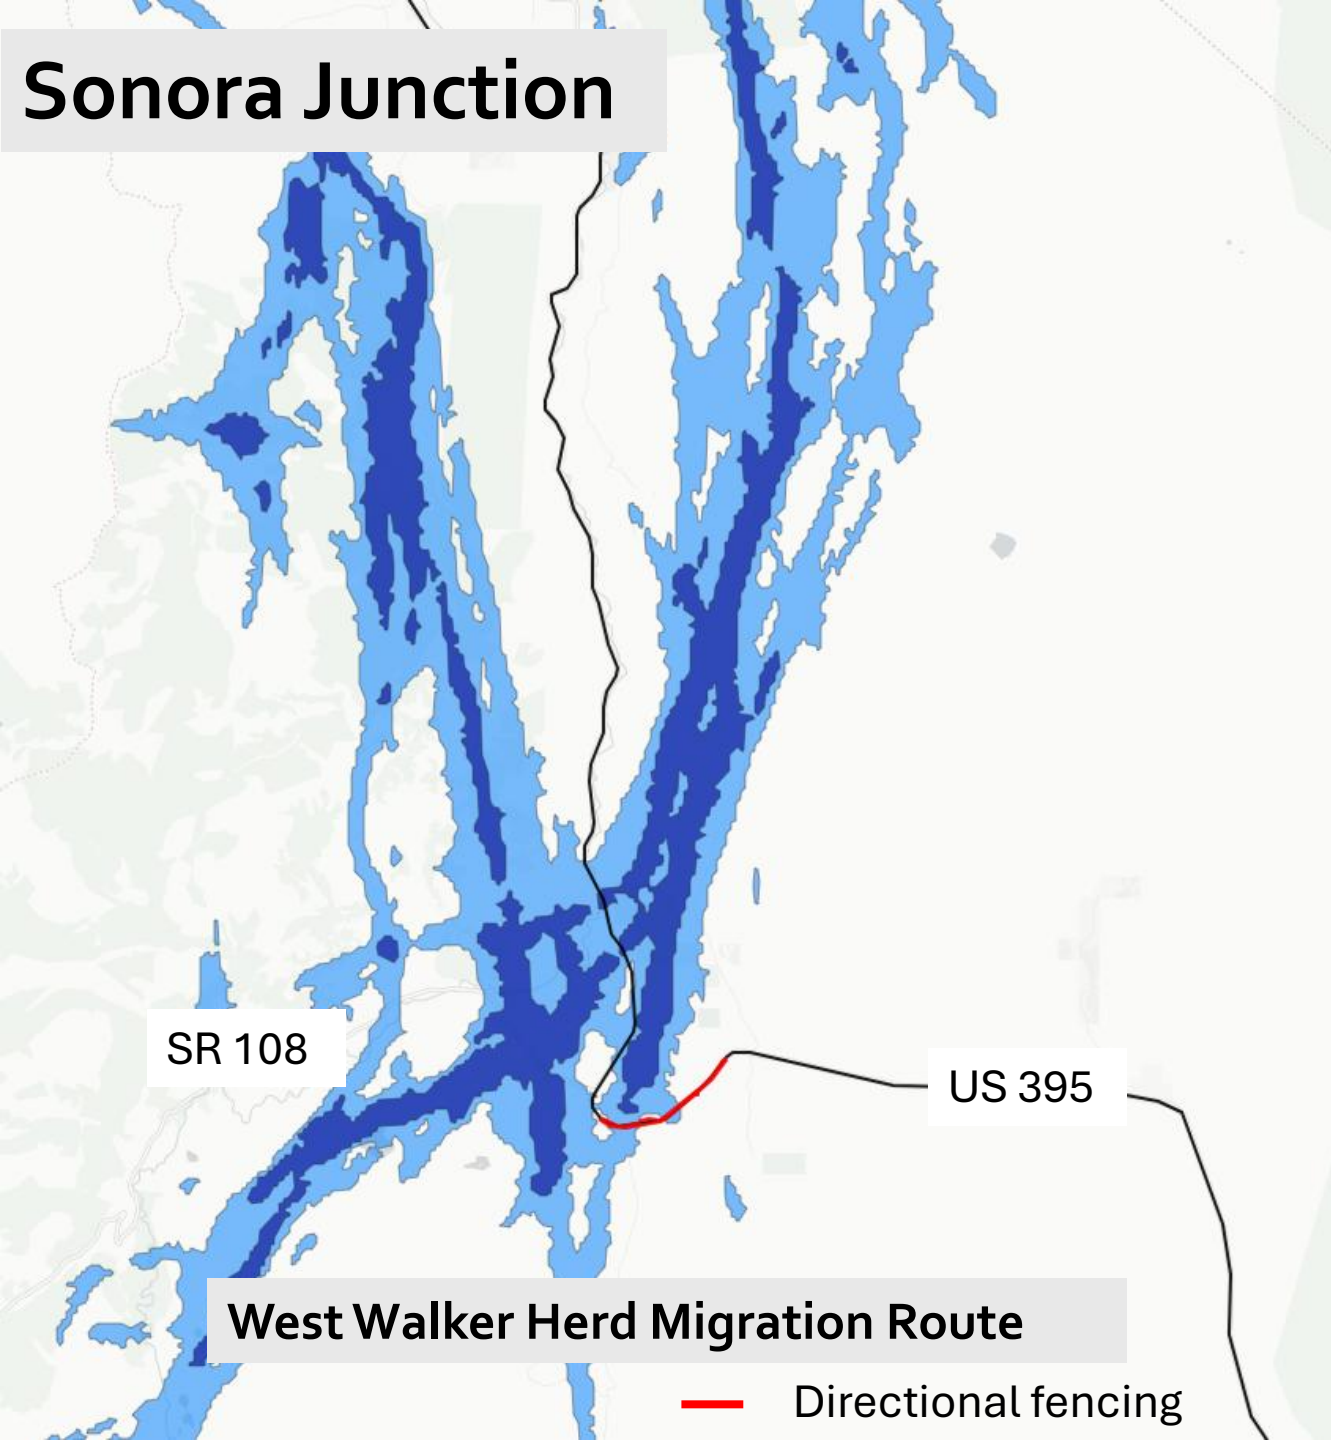 Sonora Junction
SR 108
US 395
West Walker Herd Migration Route
Directional fencing